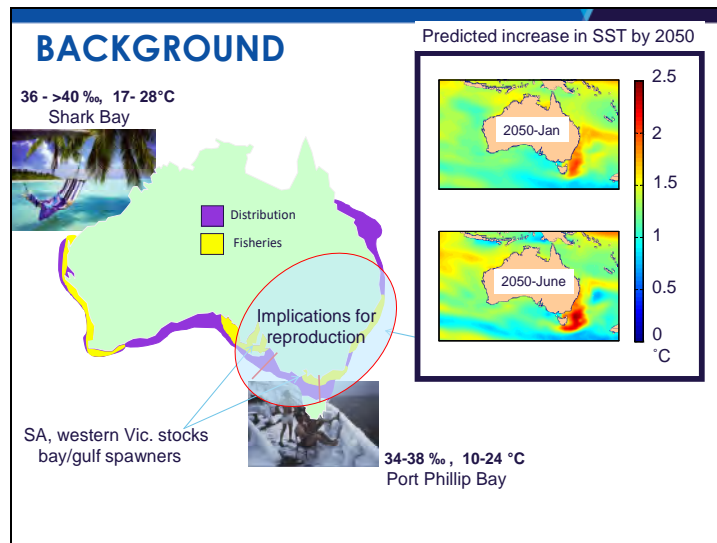 BACKGROUND
Predicted increase in SST by 2050
36 - >40 ‰, 17- 28°C
Shark Bay
Distribution
Fisheries
Implications for
reproduction
SA, western Vic. stocks
bay/gulf spawners
34-38 ‰ , 10-24 °C
Port Phillip Bay
2050-Jan
2050-June
2.5
2
1.5
1
0.5
0
°C